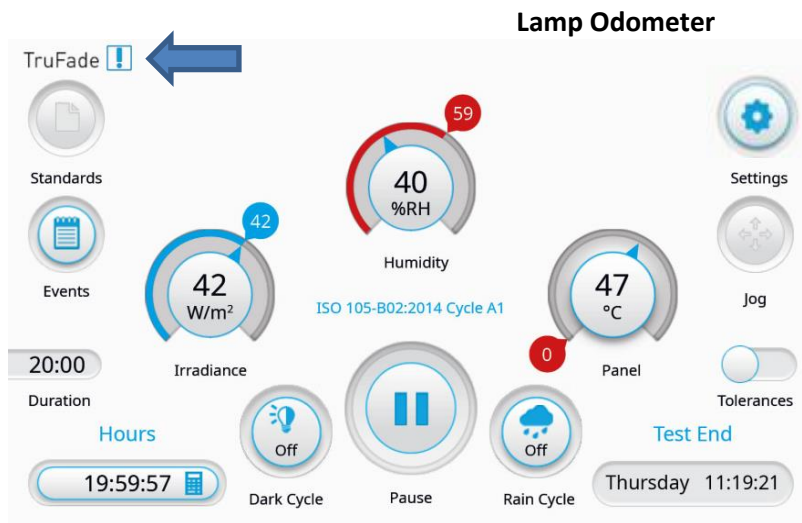 Lamp Odometer
TruFade !
Standards
59
Settings
40
%RH
42
Humidity
Events
42
W/m²
ISO 105-B02:2014 Cycle A1
47
°C
Jog
0
20:00
Irradiance
Panel
Duration
Tolerances
Hours
Off
Off
Test End
19:59:57
Thursday 11:19:21
Dark Cycle
Pause
Rain Cycle